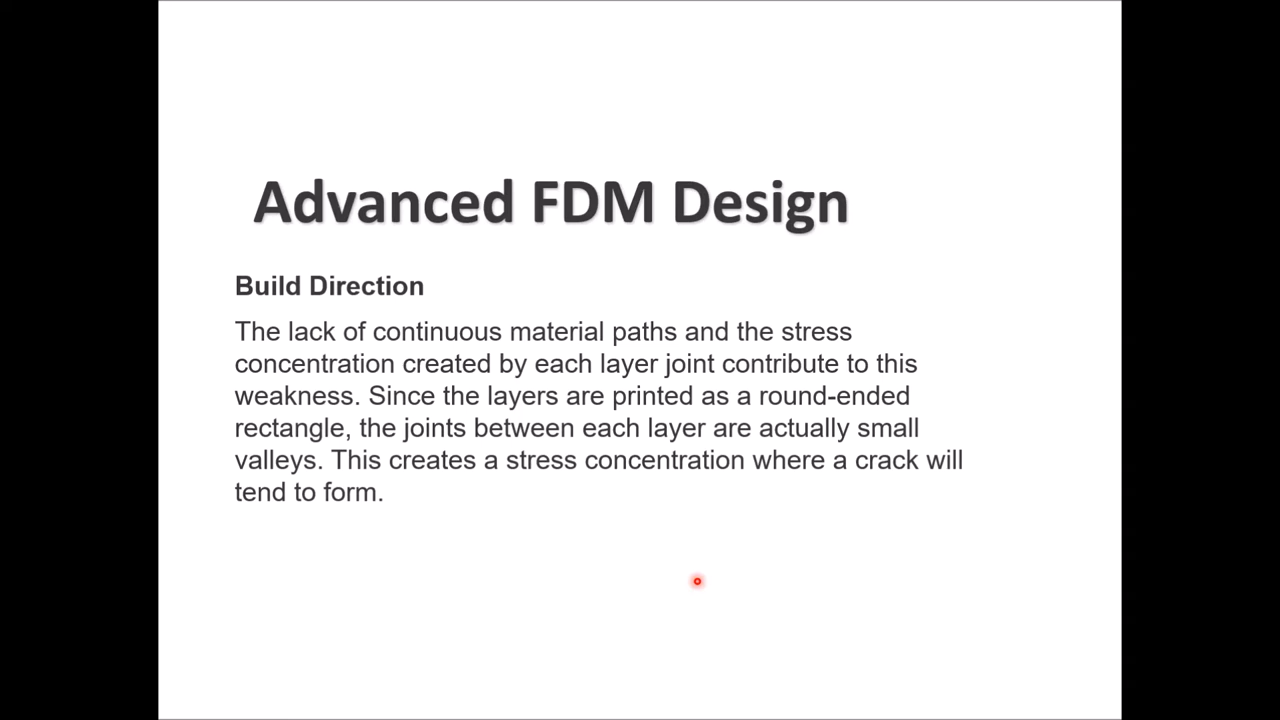 Advanced FDM Design
Build Direction
The lack of continuous material paths and the stress
concentration created by each layer joint contribute to this
weakness. Since the layers are printed as a round-ended
rectangle, the joints between each layer are actually small
valleys. This creates a stress concentration where a crack will
tend to form.